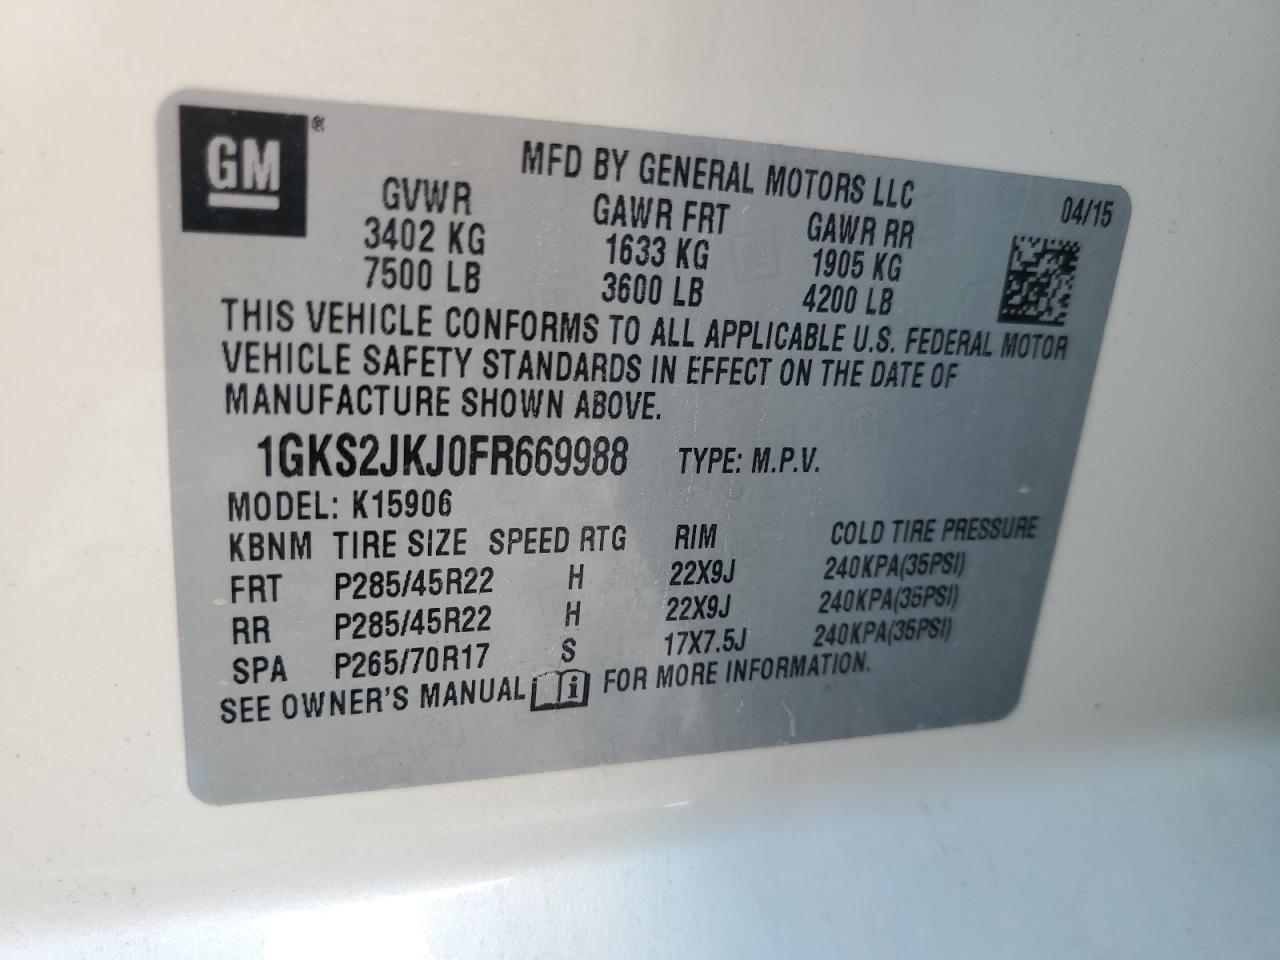 GM ®
MFD BY GENERAL MOTORS LLC
04/15
GVWR GAWR FRT GAWR RR
3402 KG 1633 KG 1905 KG
7500 LB 3600 LB 4200 LB
THIS VEHICLE CONFORMS TO ALL APPLICABLE U.S. FEDERAL MOTOR
VEHICLE SAFETY STANDARDS IN EFFECT ON THE DATE OF
MANUFACTURE SHOWN ABOVE.
1GKS2JKJ0FR669988 TYPE: M.P.V.
MODEL: K15906
KBNM TIRE SIZE SPEED RTG RIM COLD TIRE PRESSURE
FRT P285/45R22 H 22X9J 240KPA(35PSI)
RR P285/45R22 H 22X9J 240KPA(35PSI)
SPA P265/70R17 S 17X7.5J 240KPA(35PSI)
SEE OWNER'S MANUAL FOR MORE INFORMATION.